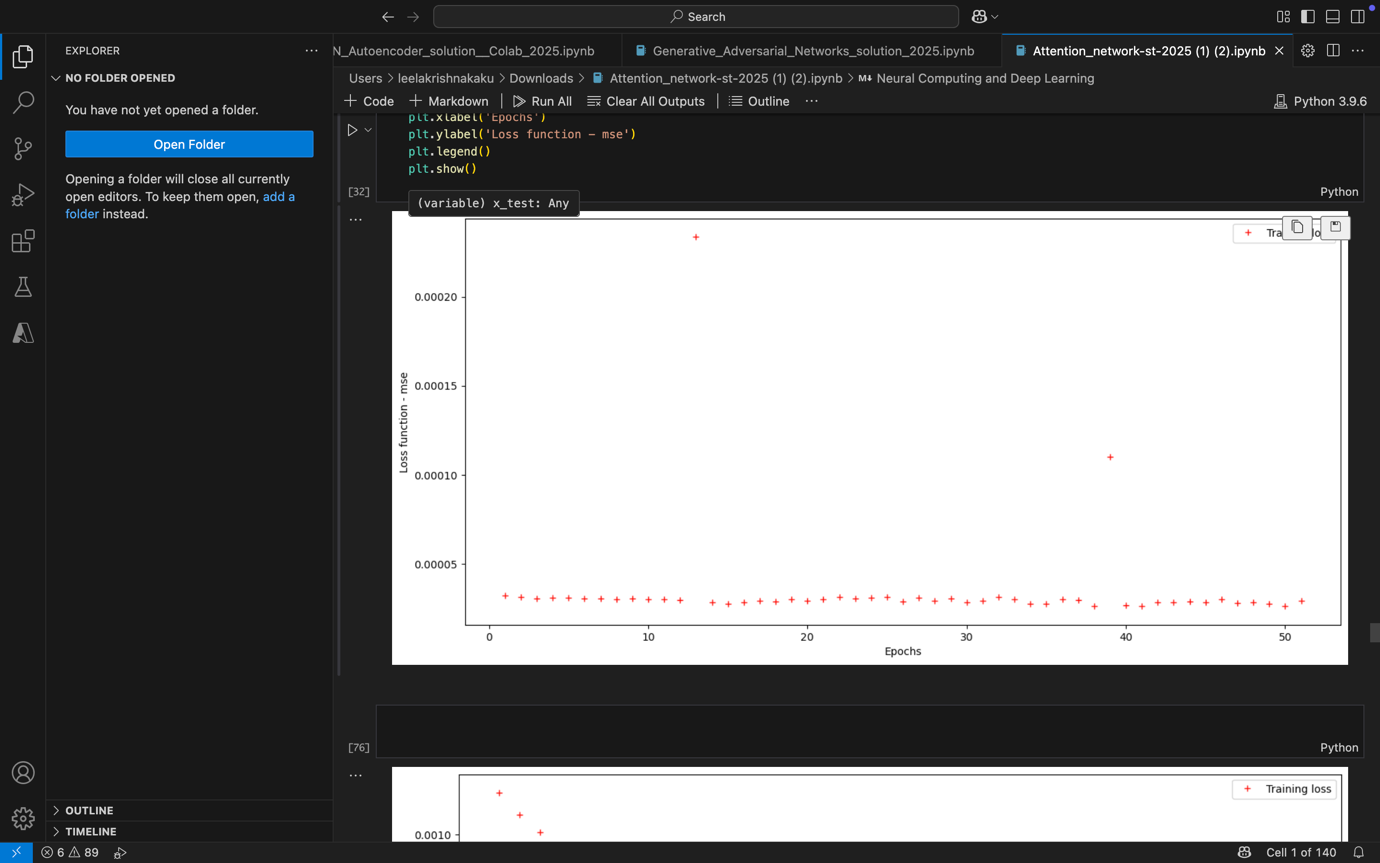 Search
EXPLORER
N_Autoencoder_solution__Colab_2025.ipynb
Generative_Adversarial_Networks_solution_2025.ipynb
Attention_network-st-2025 (1) (2).ipynb
NO FOLDER OPENED
Users > leelakrishnakaku > Downloads > Attention_network-st-2025 (1) (2).ipynb > M↓ Neural Computing and Deep Learning
You have not yet opened a folder.
Code
Markdown
Run All
Clear All Outputs
Outline
Python 3.9.6
Open Folder
plt.xlabel('Epochs')
plt.ylabel('Loss function - mse')
plt.legend()
plt.show()
Opening a folder will close all currently
open editors. To keep them open, add a
folder instead.
[32]
Python
(variable) x_test: Any
0.00020
0.00015
0.00010
0.00005
Loss function - mse
0 10 20 30 40 50
Epochs
[76]
Python
Training loss
0.0010
OUTLINE
TIMELINE
6 89
Cell 1 of 140